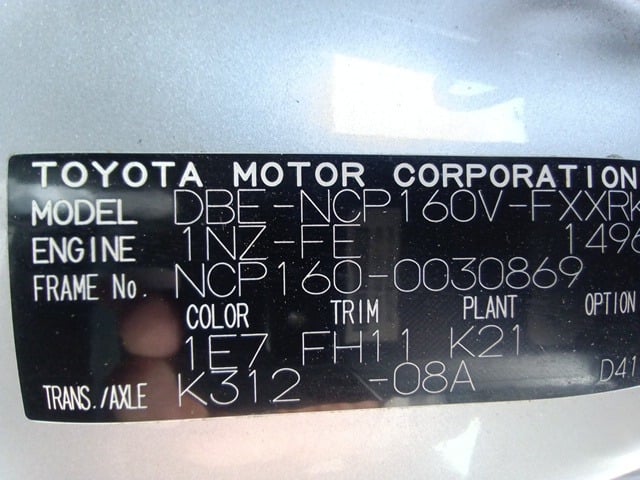 TOYOTA MOTOR CORPORATION
MODEL DBE-NCP160V-FXXRK
ENGINE 1NZ-FE 1496
FRAME No. NCP160-0030869
COLOR TRIM PLANT OPTION
1E7 FH11 K21
TRANS./AXLE K312 -08A D41